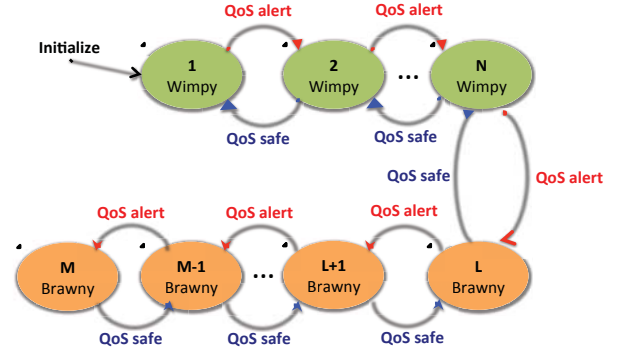 QoS alert
QoS alert
Initialize
1
Wimpy
2
Wimpy
...
N
Wimpy
QoS safe
QoS safe
QoS safe
QoS alert
QoS alert
QoS alert
QoS alert
M
Brawny
M-1
Brawny
...
L+1
Brawny
L
Brawny
QoS safe
QoS safe
QoS safe